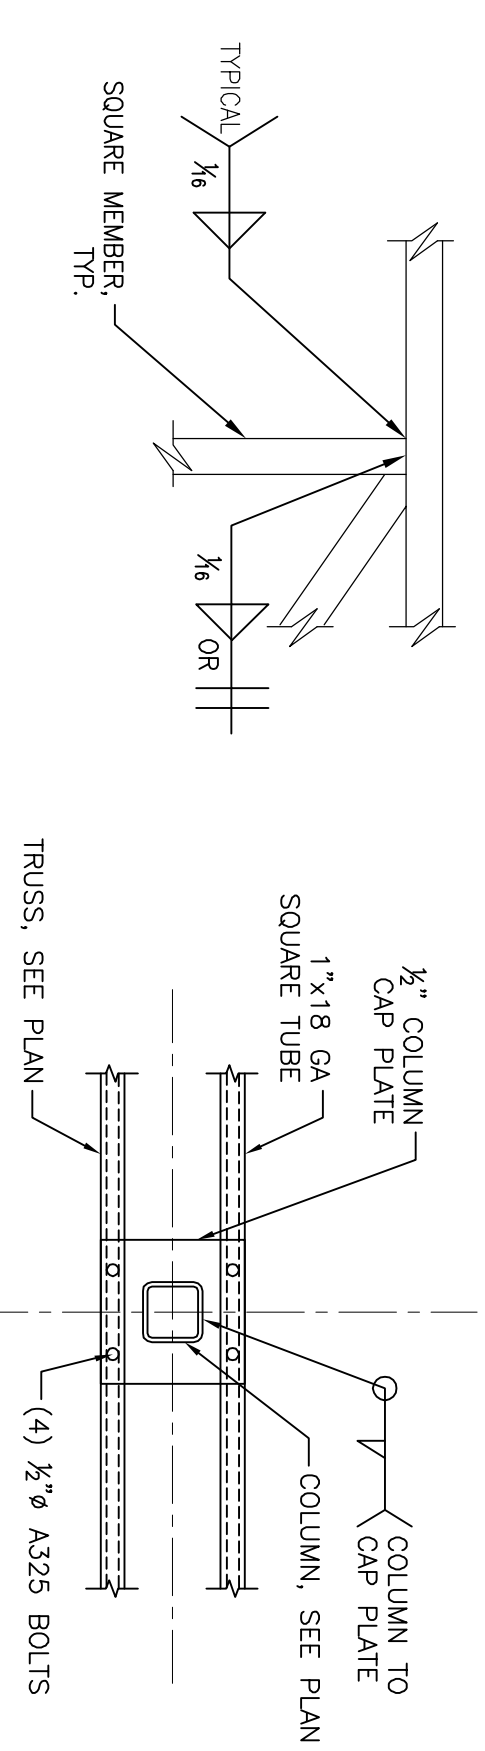 TYPICAL
1/16
SQUARE MEMBER,
TYP.
1/16
OR
TRUSS, SEE PLAN
1"x18 GA
SQUARE TUBE
1/2" COLUMN
CAP PLATE
COLUMN TO
CAP PLATE
COLUMN, SEE PLAN
(4) 1/2"ø A325 BOLTS